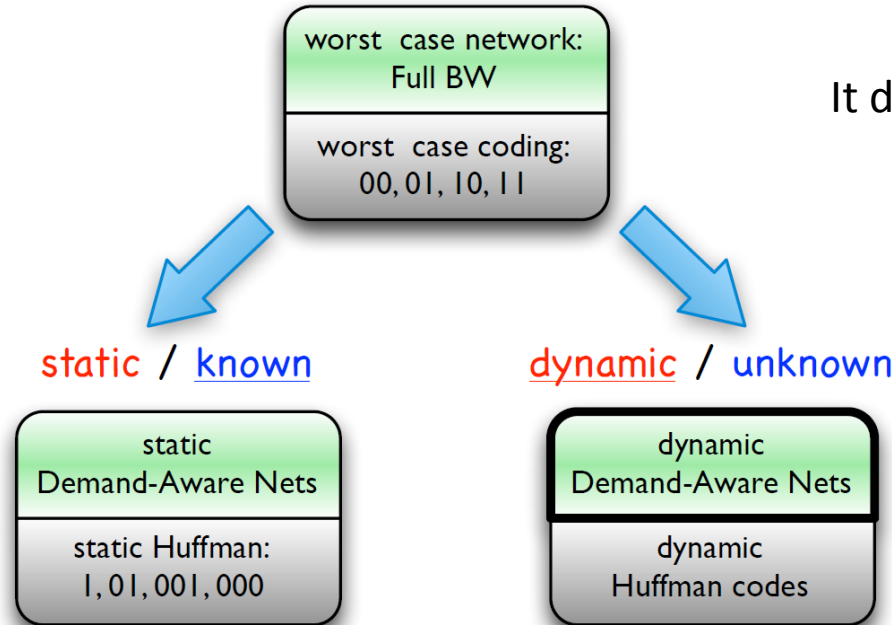 worst case network:
Full BW
worst case coding:
00, 01, 10, 11
It d
static / known
dynamic / unknown
static
Demand-Aware Nets
static Huffman:
1, 01, 001, 000
dynamic
Demand-Aware Nets
dynamic
Huffman codes